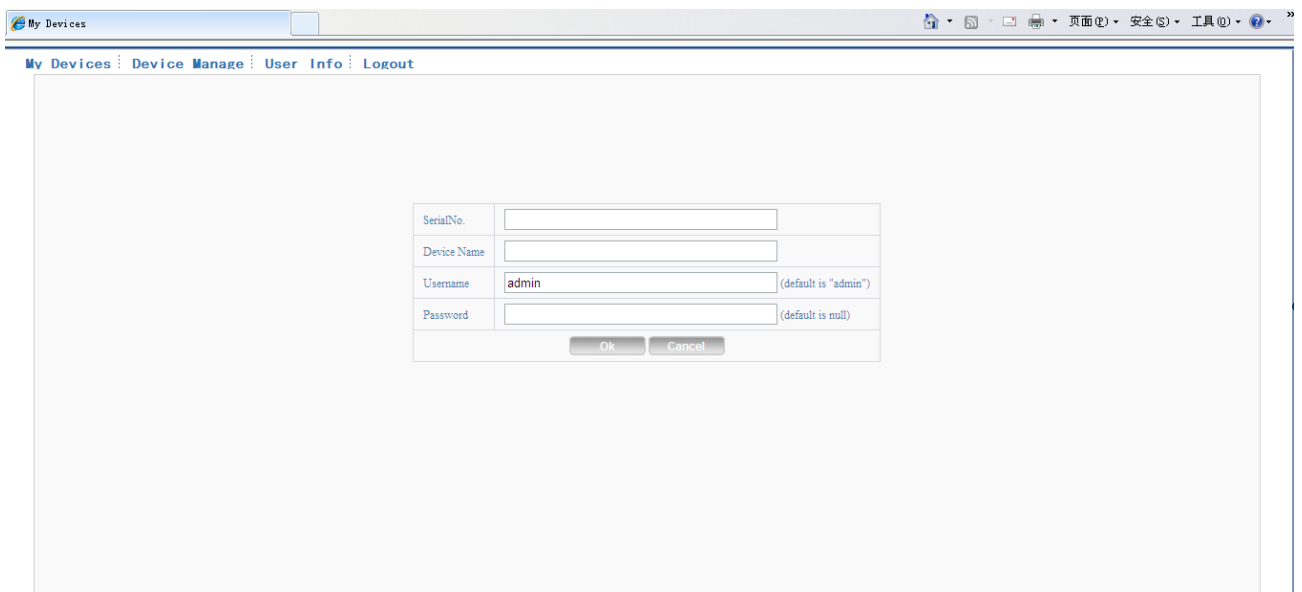 My Devices
页面(P) 安全(S) 工具(O) »
My Devices Device Manage User Info Logout
SerialNo.
Device Name
Username admin (default is "admin")
Password (default is null)
Ok Cancel